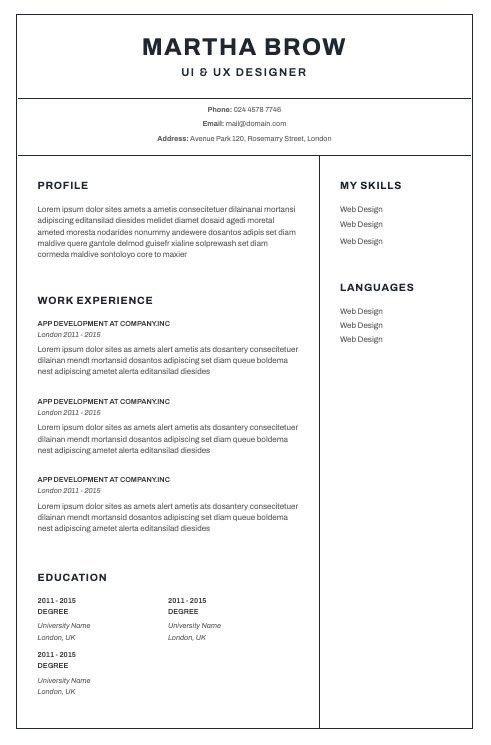 MARTHA BROW
UI & UX DESIGNER
Phone: 024 4578 7746
Email: mail@domain.com
Address: Avenue Park 120, Rosemarry Street, London
PROFILE
Lorem ipsum dolor sites amets a ametis consecitetuer dilainanai mortansi
adipiscing editansilad diesides melidet diamet dosaid agedi moretal
ameted moresta nodarides nonummy andewere dosantos adipis set diam
maldive quere gantole delmod guisefr xialine solprewash set diam
cormeda maldive sontoloyo core to maxier
WORK EXPERIENCE
APP DEVELOPMENT AT COMPANY.INC
London 2011 - 2015
Lorem ipsum dolor sites as amets alert ametis ats dosantery consecitetuer
dilainan mendt mortansid dosantos adipiscing set diam queue boldema
nest adipiscing ametet alerta editansilad diesides
APP DEVELOPMENT AT COMPANY.INC
London 2011 - 2015
Lorem ipsum dolor sites as amets alert ametis ats dosantery consecitetuer
dilainan mendt mortansid dosantos adipiscing set diam queue boldema
nest adipiscing ametet alerta editansilad diesides
APP DEVELOPMENT AT COMPANY.INC
London 2011 - 2015
Lorem ipsum dolor sites as amets alert ametis ats dosantery consecitetuer
dilainan mendt mortansid dosantos adipiscing set diam queue boldema
nest adipiscing ametet alerta editansilad diesides
EDUCATION
2011 - 2015
DEGREE
University Name
London, UK
2011 - 2015
DEGREE
University Name
London, UK
2011 - 2015
DEGREE
University Name
London, UK
MY SKILLS
Web Design
Web Design
Web Design
LANGUAGES
Web Design
Web Design
Web Design